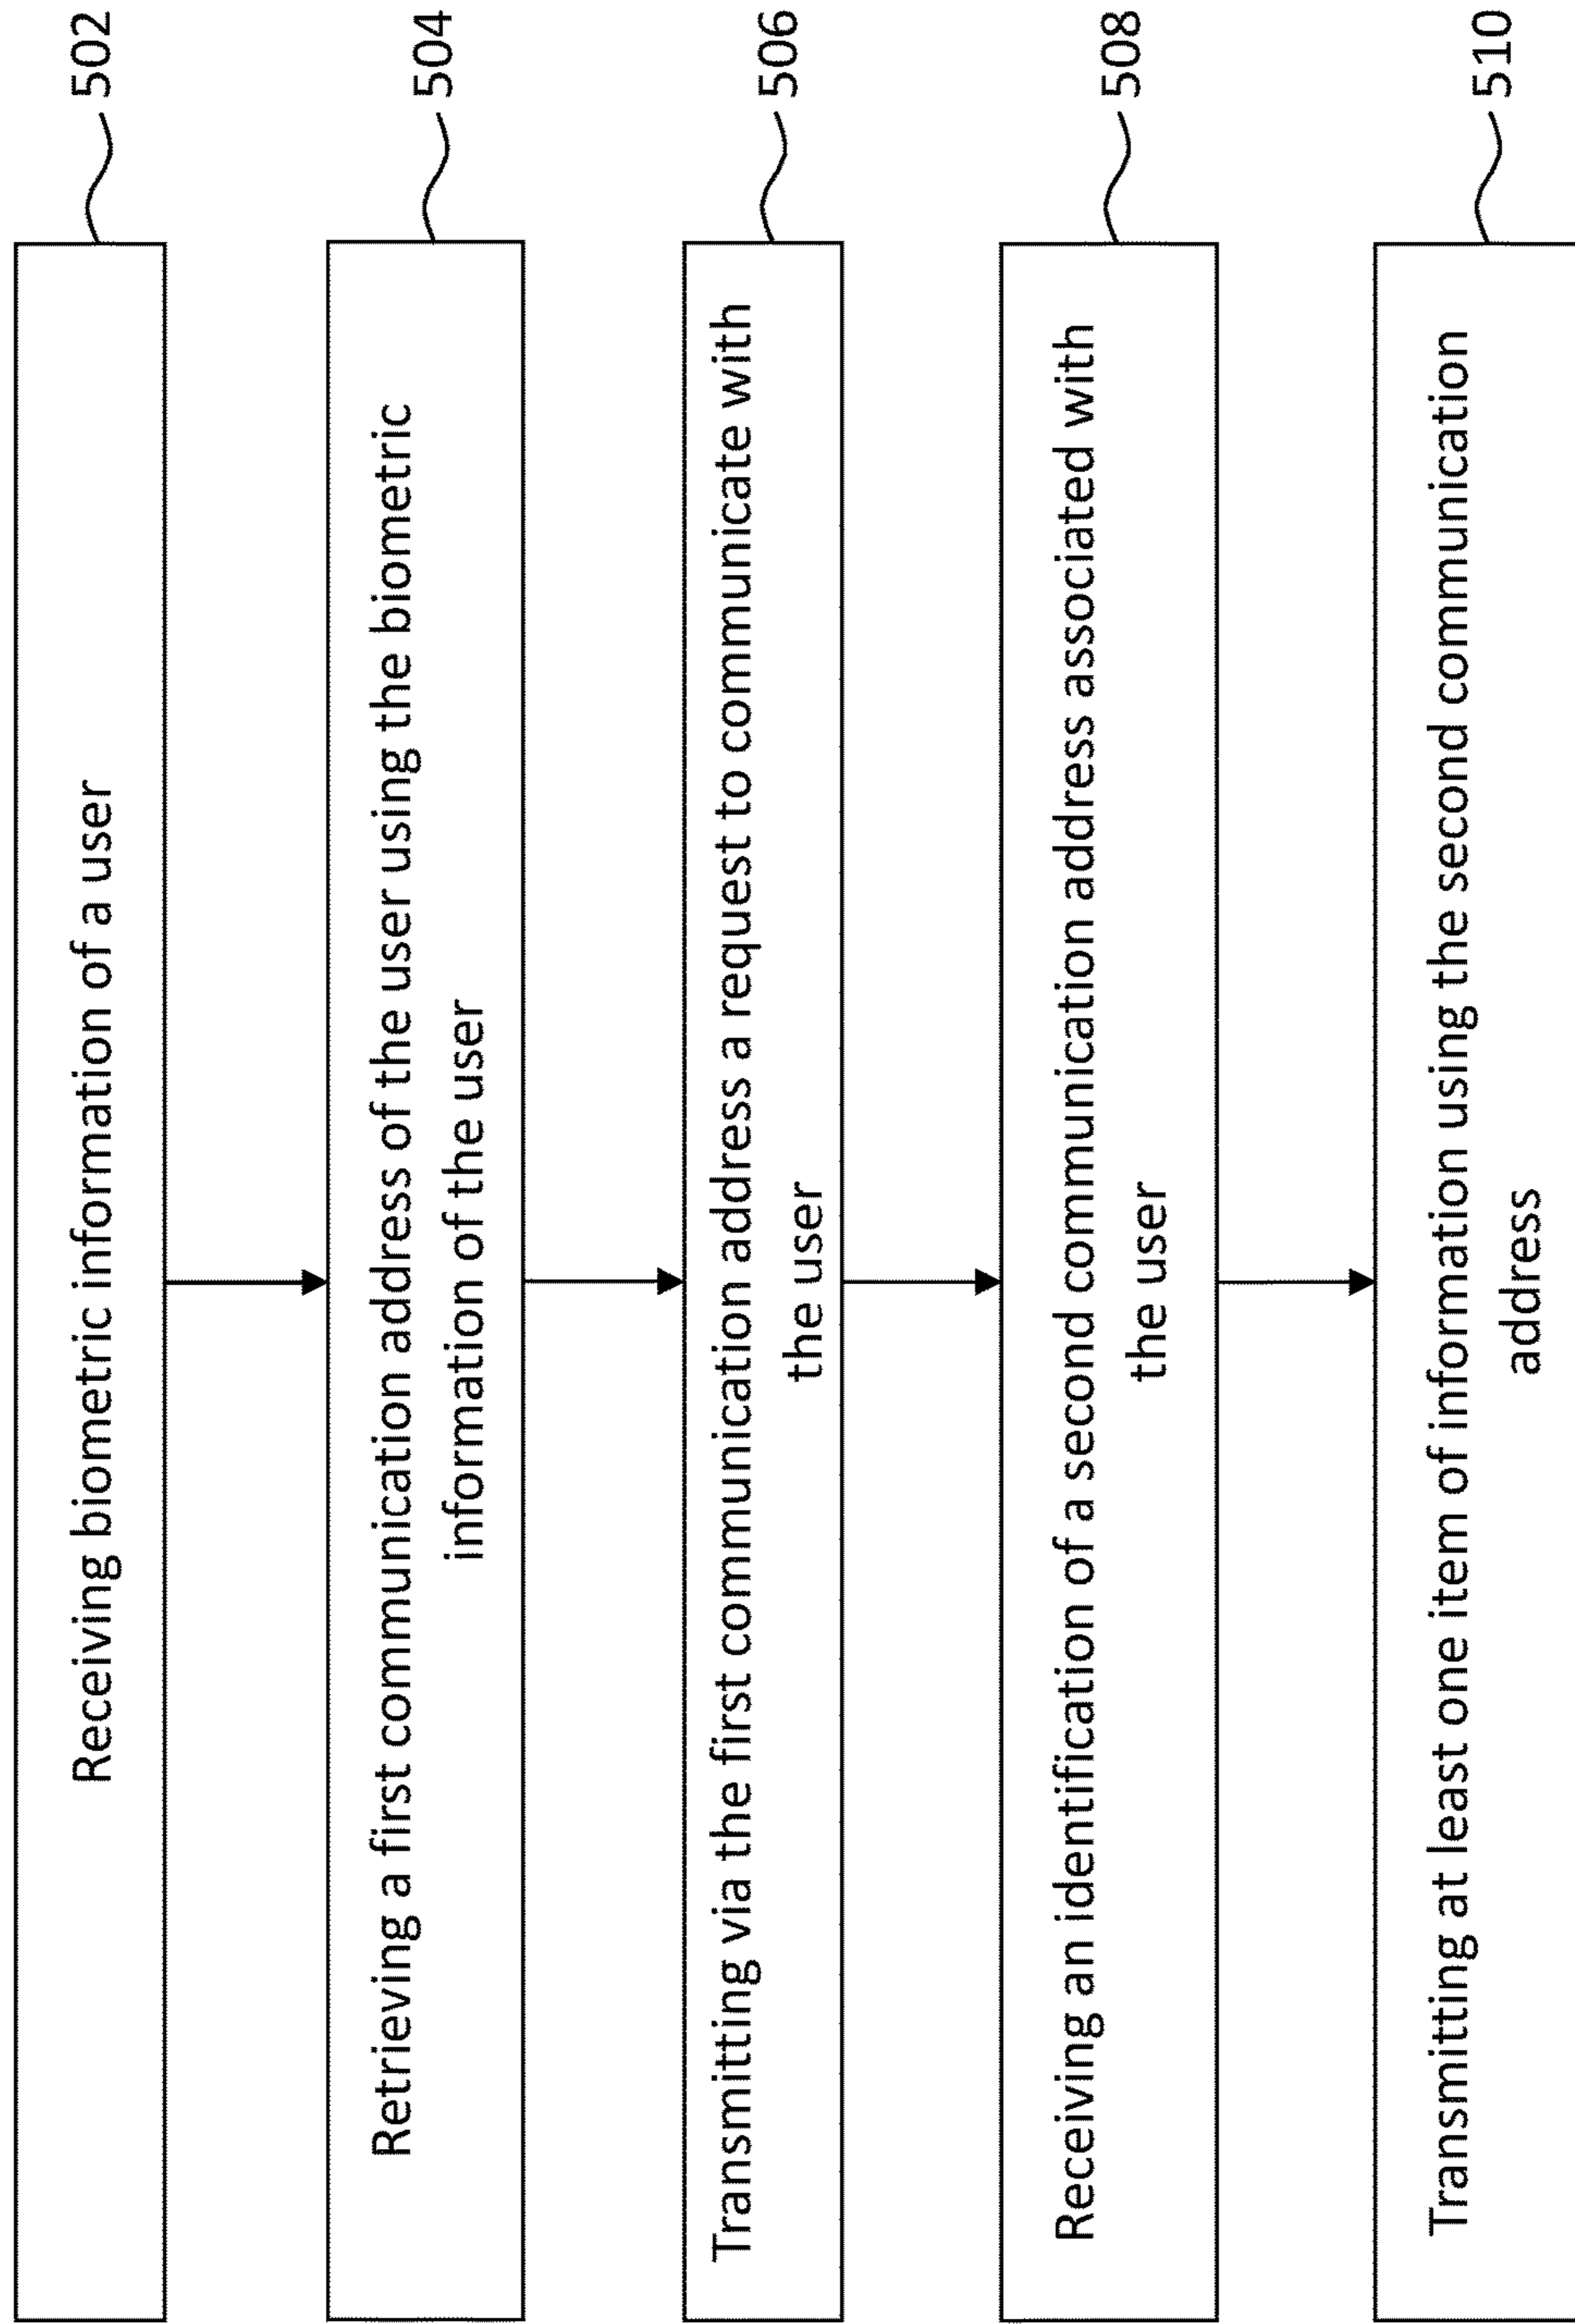 Receiving biometric information of a user
502
Retrieving a first communication address of the user using the biometric
information of the user
504
Transmitting via the first communication address a request to communicate with
the user
506
Receiving an identification of a second communication address associated with
the user
508
Transmitting at least one item of information using the second communication
address
510